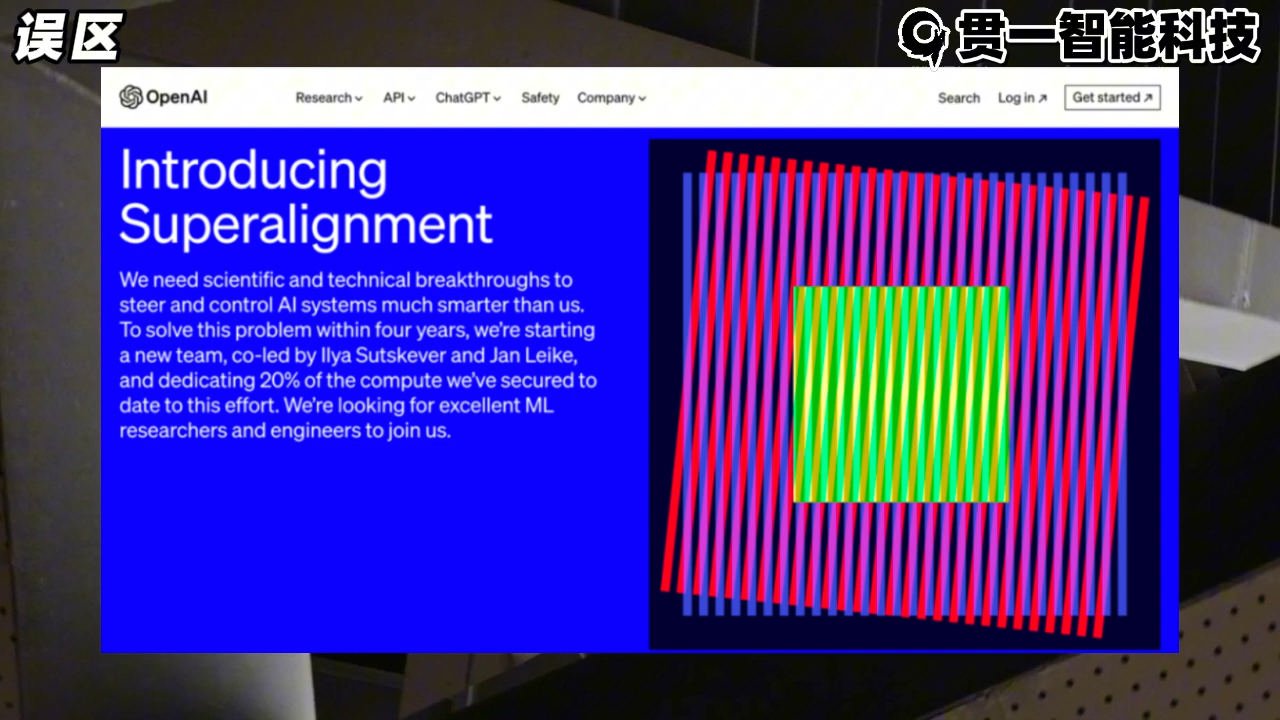 误区
贯一智能科技
OpenAI
Research
API
ChatGPT
Safety
Company
Search
Log in ↗
Get started ↗
Introducing
Superalignment
We need scientific and technical breakthroughs to
steer and control AI systems much smarter than us.
To solve this problem within four years, we’re starting
a new team, co-led by Ilya Sutskever and Jan Leike,
and dedicating 20% of the compute we’ve secured to
date to this effort. We’re looking for excellent ML
researchers and engineers to join us.